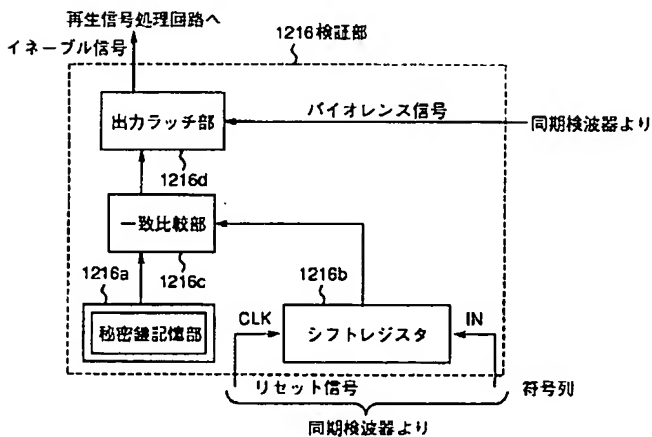 再生信号処理回路へ
イネーブル信号
1216検証部
出力ラッチ部
バイオレンス信号
同期検波器より
1216d
一致比較部
1216a
1216c
1216b
秘密鍵記憶部
CLK
シフトレジスタ
IN
リセット信号
符号列
同期検波器より